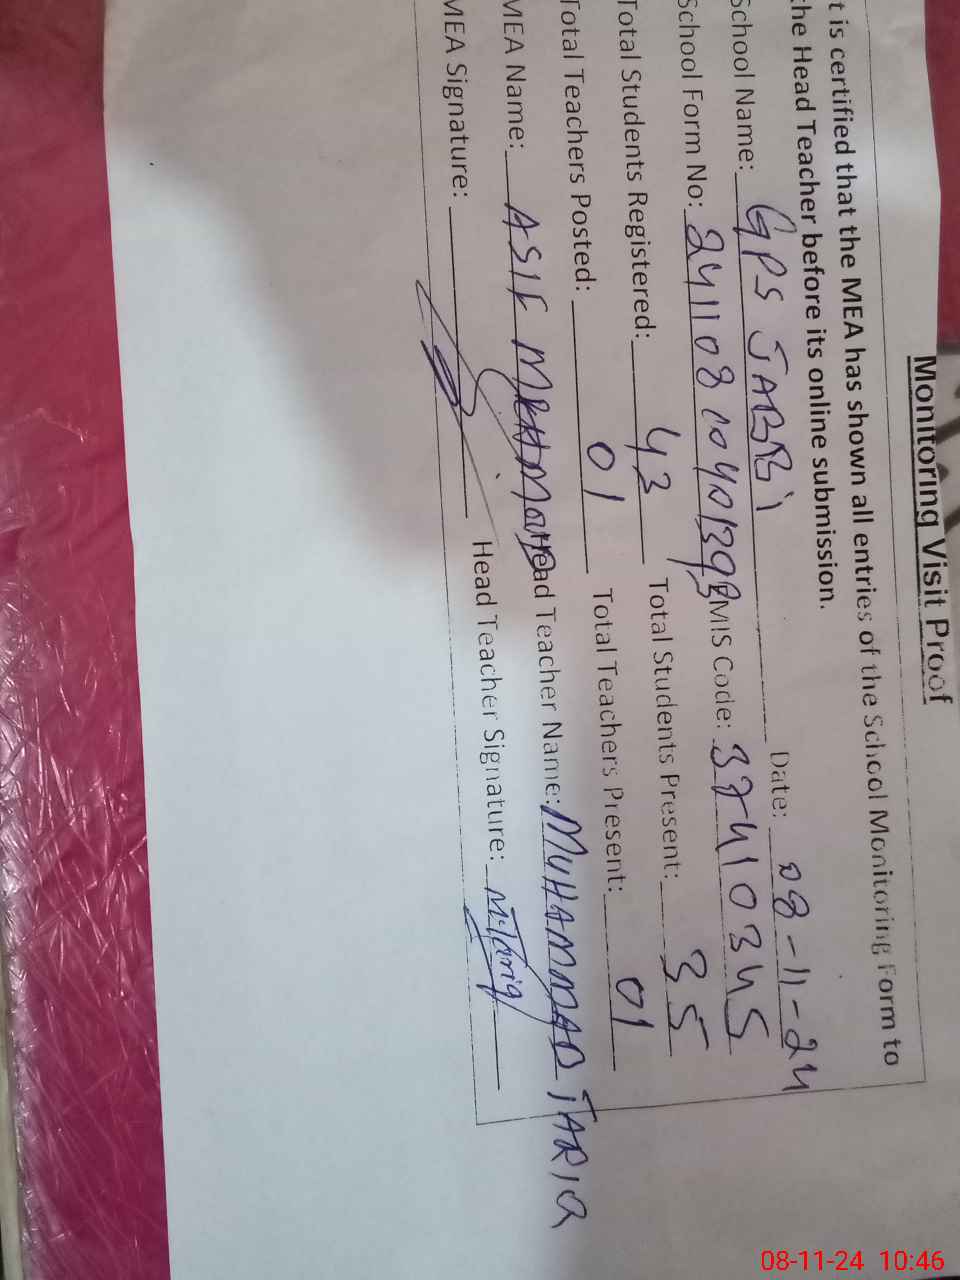 Monitoring Visit Proof
t is certified that the MEA has shown all entries of the School Monitoring Form to
the Head Teacher before its online submission.
School Name: GPS JABBi Date: 08-11-24
School Form No: EMIS Code: 37410345
Total Students Registered: 43 Total Students Present: 35
Total Teachers Posted: 01 Total Teachers Present: 01
MEA Name: ASIF MEHMOOD Head Teacher Name: MUHAMMAD TARIQ
MEA Signature: Head Teacher Signature: M.Tariq
08-11-24 10:46